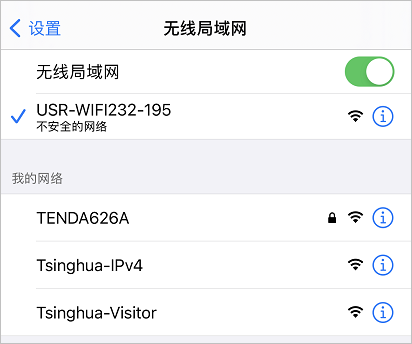 设置
无线局域网
无线局域网
USR-WIFI232-195
不安全的网络
我的网络
TENDA626A
Tsinghua-IPv4
Tsinghua-Visitor